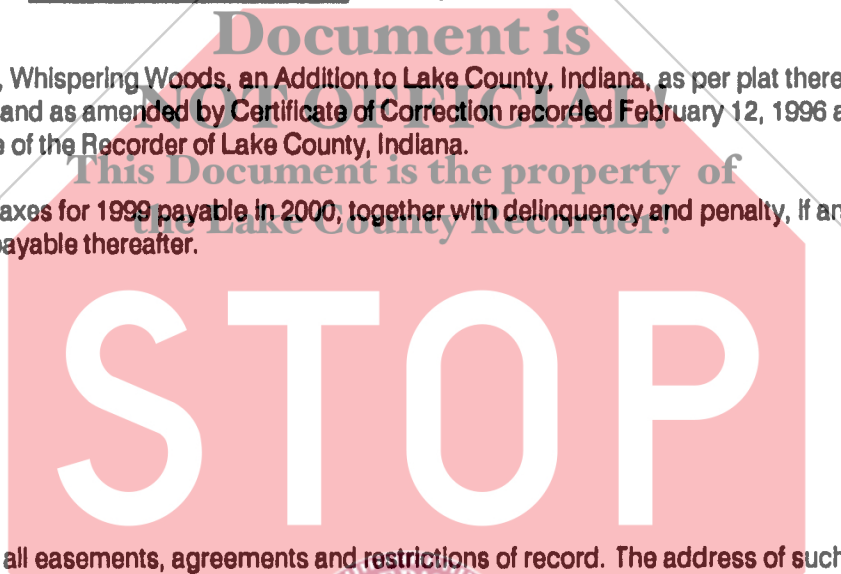 Document is
, Whispering Woods, an Addition to Lake County, Indiana, as per plat there
NOT OFFICIAL!
and as amended by Certificate of Correction recorded February 12, 1996 a
e of the Recorder of Lake County, Indiana.
This Document is the property of
axes for 1999 payable in 2000, together with delinquency and penalty, if an
the Lake County Recorder!
payable thereafter.
STOP
all easements, agreements and restrictions of record. The address of such